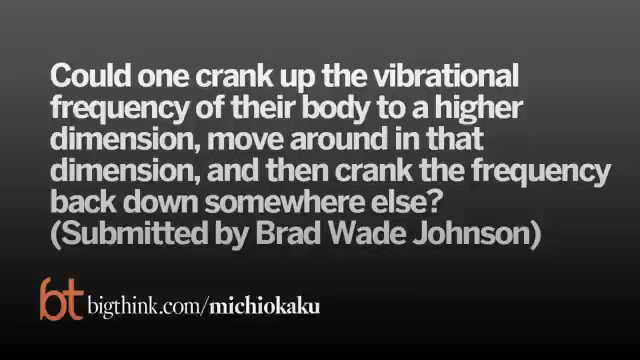 Could one crank up the vibrational
frequency of their body to a higher
dimension, move around in that
dimension, and then crank the frequency
back down somewhere else?
(Submitted by Brad Wade Johnson)
bt bigthink.com/michiokaku